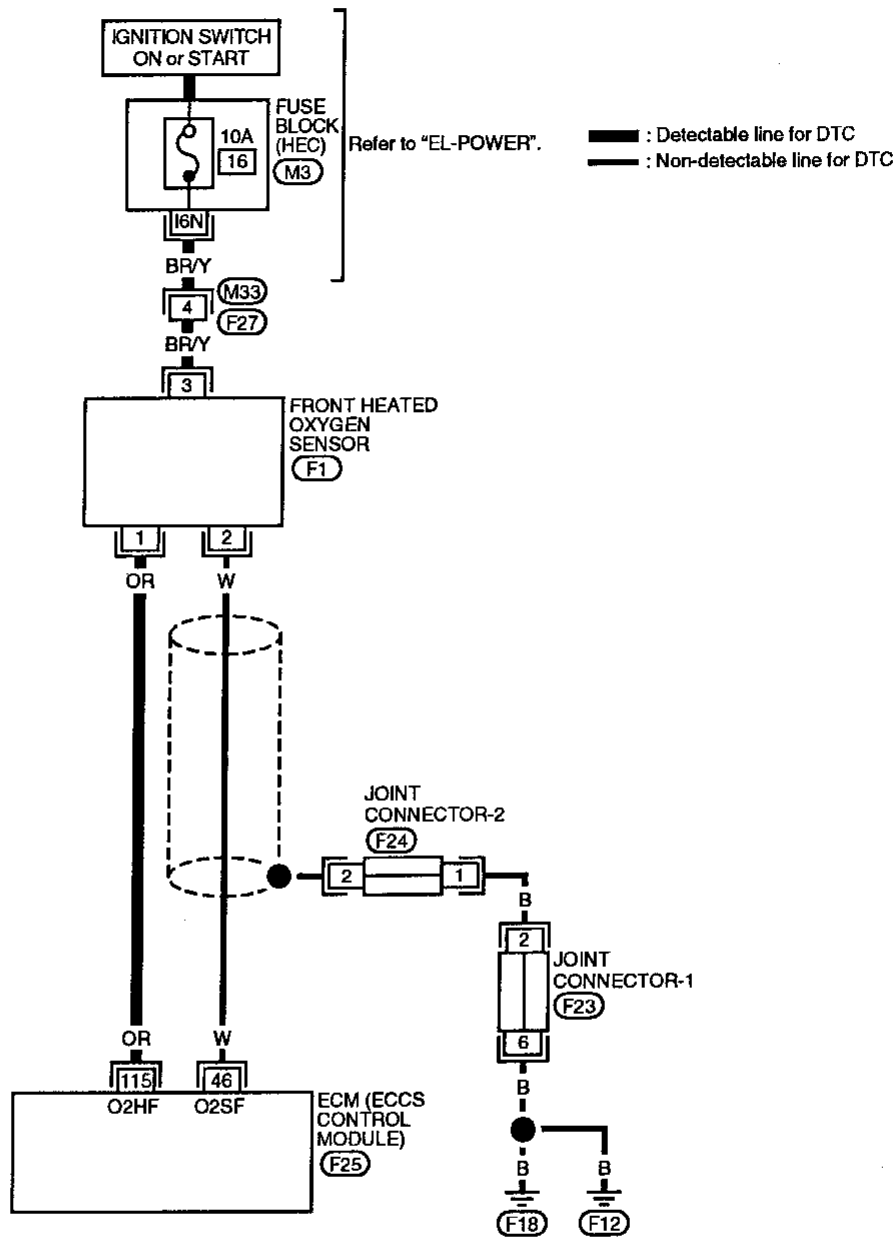 IGNITION SWITCH
ON or START
FUSE
BLOCK
(HEC)
M3
10A
16
Refer to "EL-POWER".
: Detectable line for DTC
: Non-detectable line for DTC
I6N
BR/Y
M33
4
F27
BR/Y
3
FRONT HEATED
OXYGEN
SENSOR
F1
1
2
OR
W
JOINT
CONNECTOR-2
F24
2
1
B
2
JOINT
CONNECTOR-1
F23
6
OR
W
B
115
46
O2HF
O2SF
ECM (ECCS
CONTROL
MODULE)
F25
B
B
F18
F12